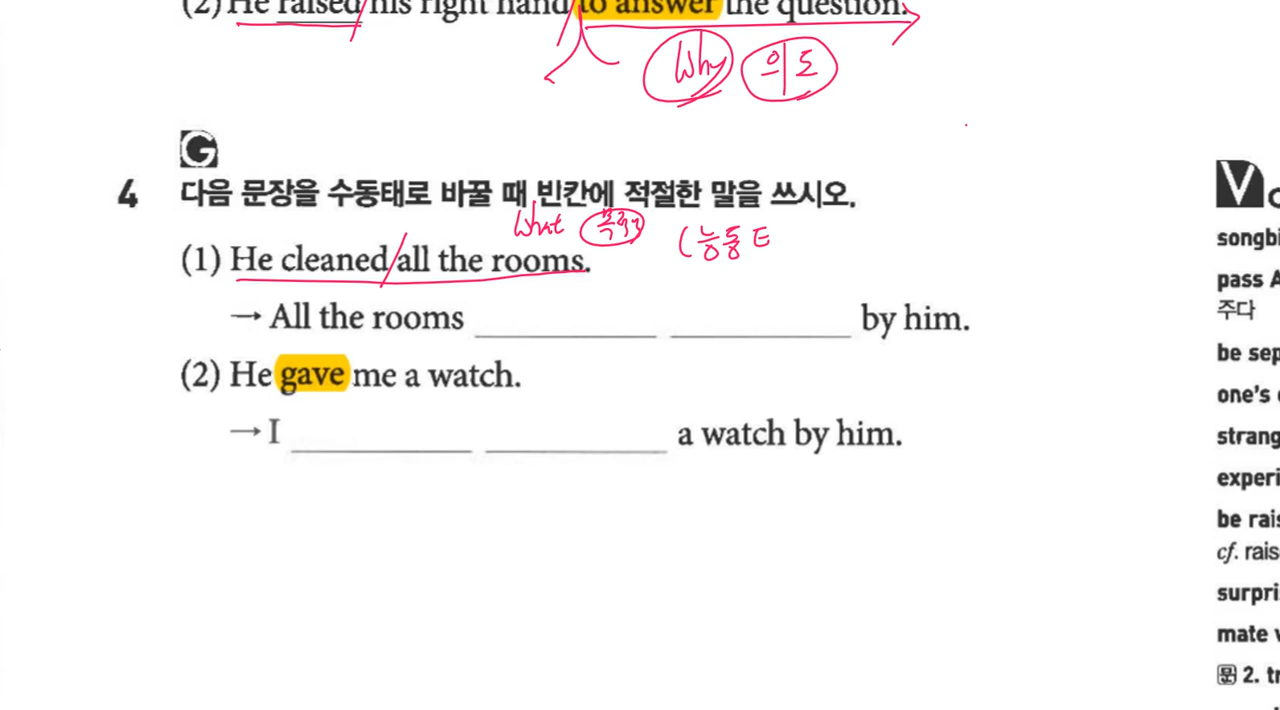 (2) He raised his right hand to answer the question.
Why 의도
G
4 다음 문장을 수동태로 바꿀 때 빈칸에 적절한 말을 쓰시오.
What (능동 E
(1) He cleaned all the rooms.
→ All the rooms by him.
(2) He gave me a watch.
→ I a watch by him.
V
songbi
pass A
주다
be sep
one's
strang
experi
be rais
cf. rais
surpri
mate v
문 2. tr